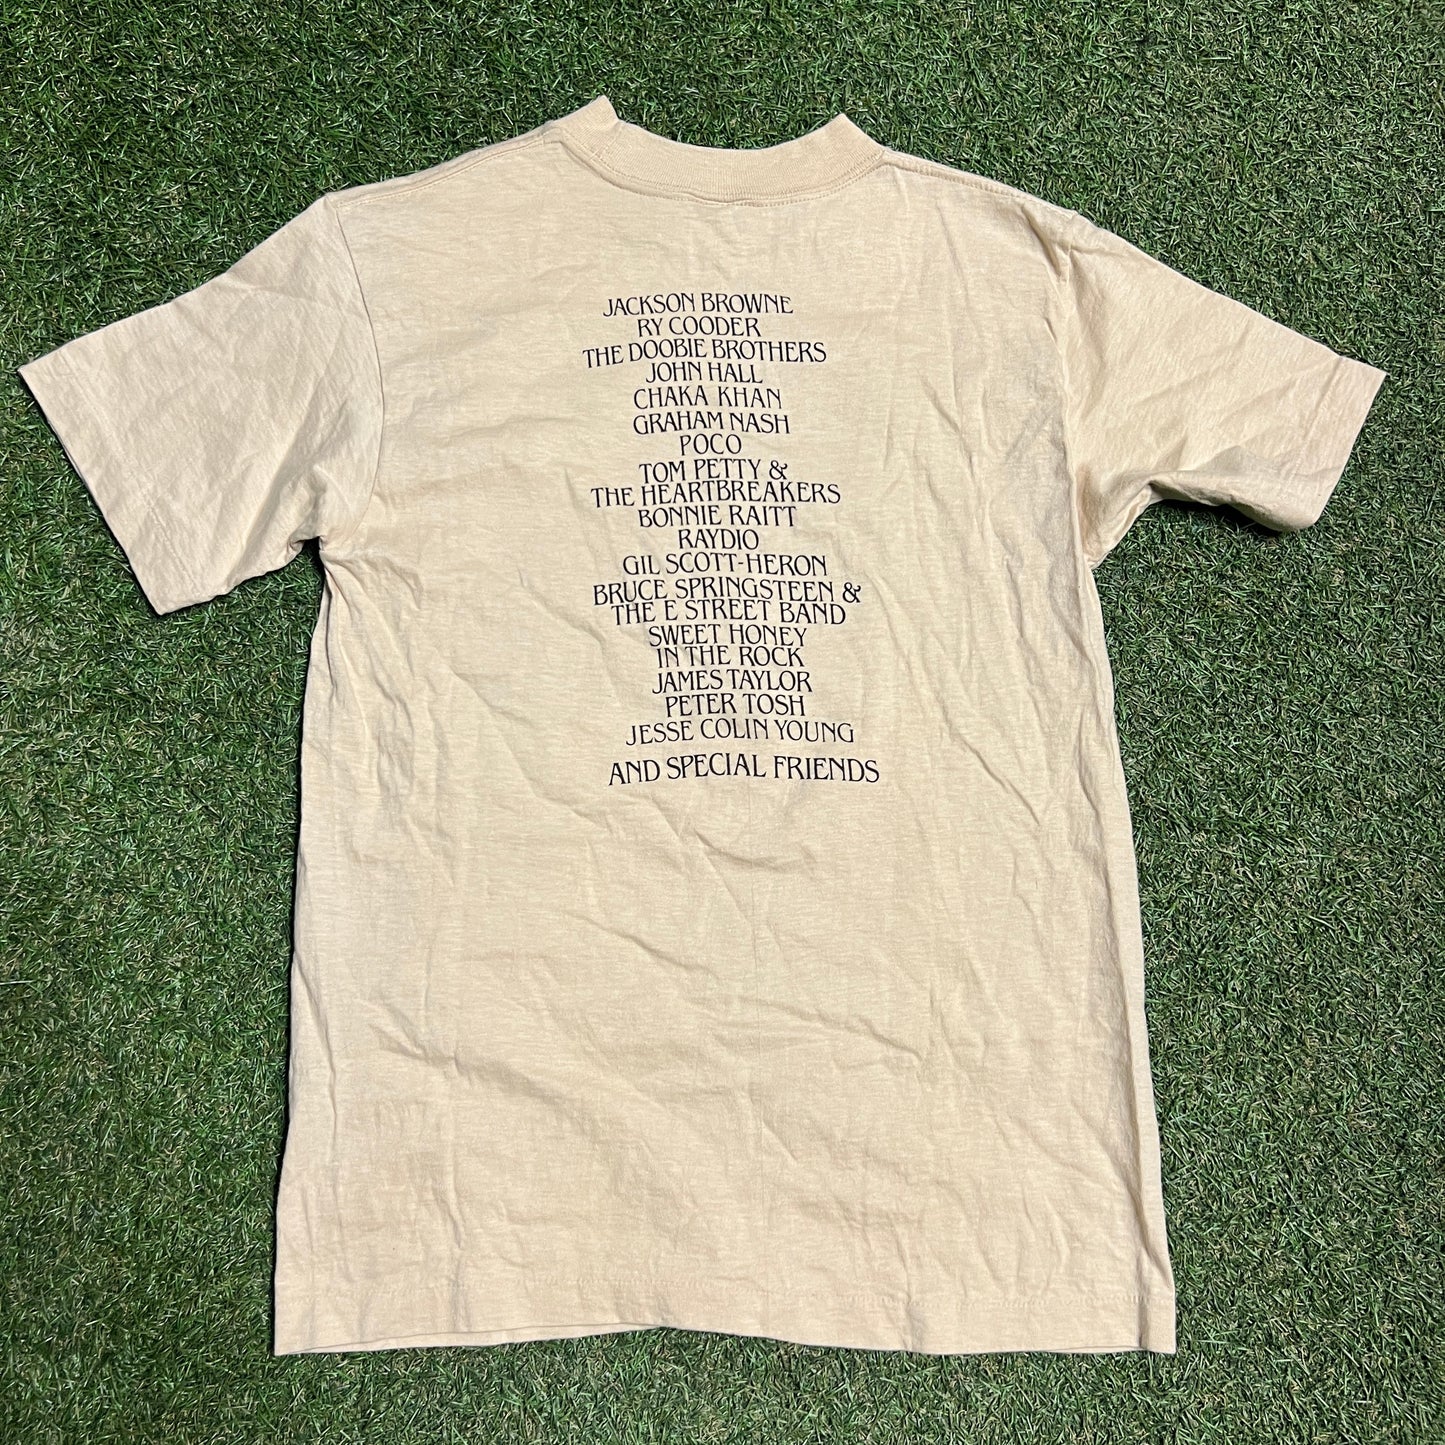 JACKSON BROWNE
RY COODER
THE DOOBIE BROTHERS
JOHN HALL
CHAKA KHAN
GRAHAM NASH
POCO
TOM PETTY &
THE HEARTBREAKERS
BONNIE RAITT
RAYDIO
GIL SCOTT-HERON
BRUCE SPRINGSTEEN &
THE E STREET BAND
SWEET HONEY
IN THE ROCK
JAMES TAYLOR
PETER TOSH
JESSE COLIN YOUNG
AND SPECIAL FRIENDS